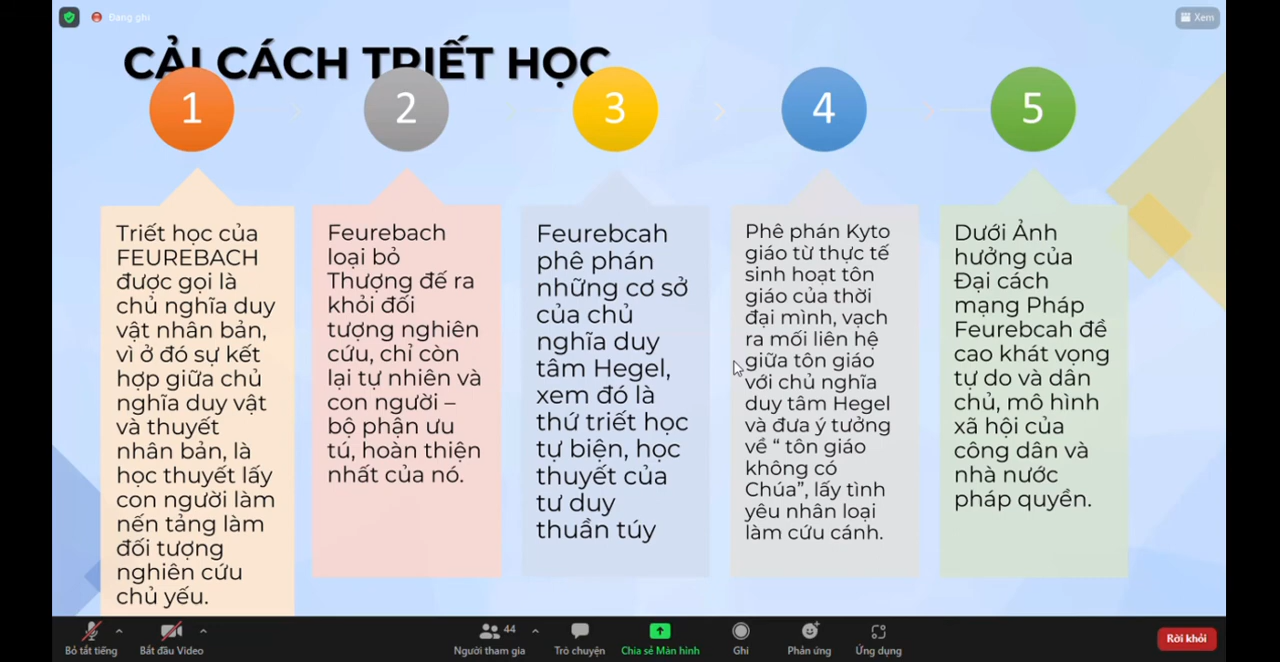 Đang ghi
Xem
CẢI CÁCH TRIẾT HỌC
1
2
3
4
5
Triết học của
FEUREBACH
được gọi là
chủ nghĩa duy
vật nhân bản,
vì ở đó sự kết
hợp giữa chủ
nghĩa duy vật
và thuyết
nhân bản, là
học thuyết lấy
con người làm
nến tảng làm
đối tượng
nghiên cứu
chủ yếu.
Feurebach
loại bỏ
Thượng đế ra
khỏi đối
tượng nghiên
cứu, chỉ còn
lại tự nhiên và
con người –
bộ phận ưu
tú, hoàn thiện
nhất của nó.
Feurebcah
phê phán
những cơ sở
của chủ
nghĩa duy
tâm Hegel,
xem đó là
thứ triết học
tự biện, học
thuyết của
tư duy
thuần túy
Phê phán Kyto
giáo từ thực tế
sinh hoạt tôn
giáo của thời
đại mình, vạch
ra mối liên hệ
giữa tôn giáo
với chủ nghĩa
duy tâm Hegel
và đưa ý tưởng
về “ tôn giáo
không có
Chúa”, lấy tình
yêu nhân loại
làm cứu cánh.
Dưới Ảnh
hưởng của
Đại cách
mạng Pháp
Feurebcah đề
cao khát vọng
tự do và dân
chủ, mô hình
xã hội của
công dân và
nhà nước
pháp quyền.
Bỏ tắt tiếng
Bắt đầu Video
44
Người tham gia
Trò chuyện
Chia sẻ Màn hình
Ghi
Phản ứng
Ứng dụng
Rời khỏi